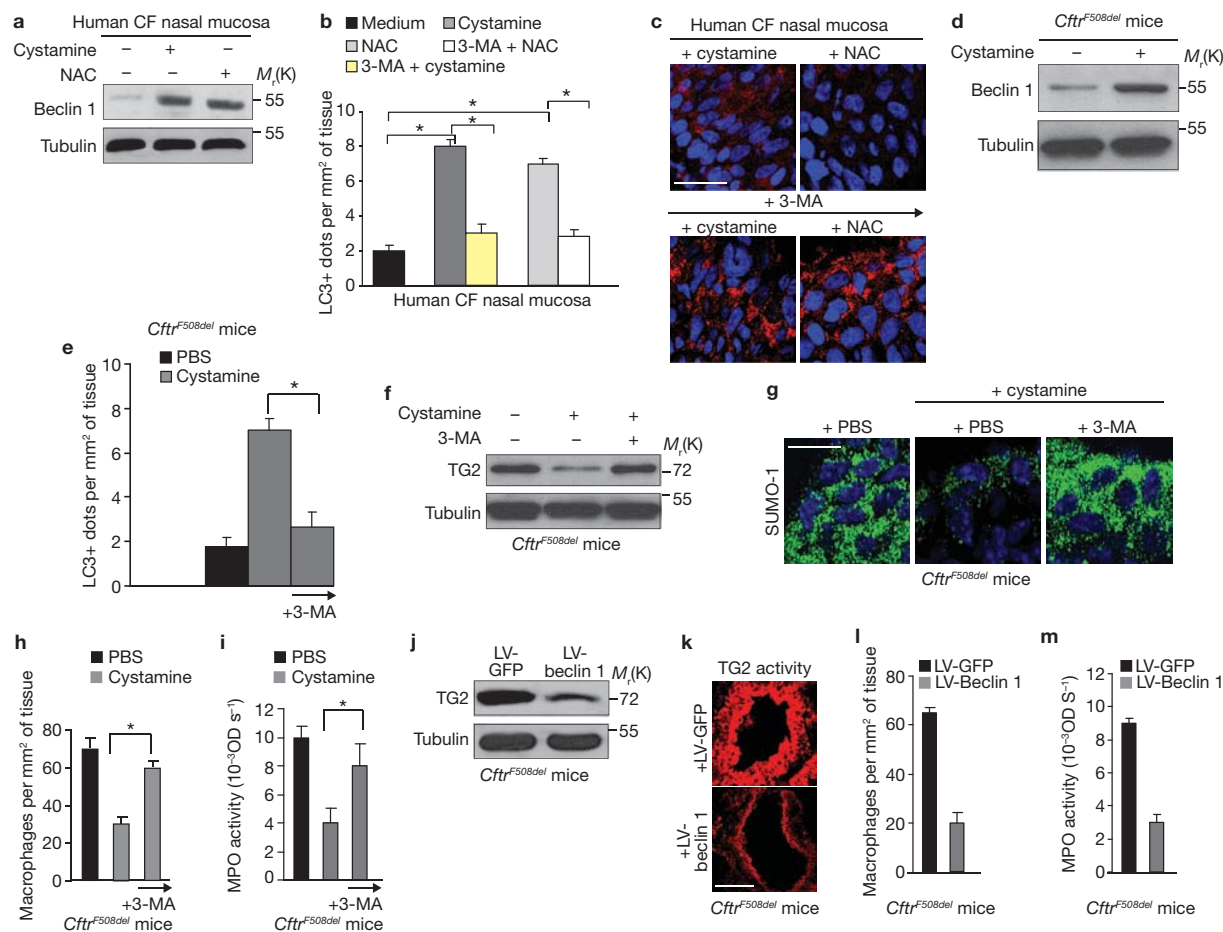 a
Human CF nasal mucosa
Cystamine – + –
NAC – – + Mr(K)
Beclin 1 55
55
Tubulin
b
Medium Cystamine
NAC 3-MA + NAC
3-MA + cystamine
LC3+ dots per mm² of tissue
10
8
6
4
2
0
* * * *
Human CF nasal mucosa
c
Human CF nasal mucosa
+ cystamine + NAC
+ 3-MA
+ cystamine + NAC
d
CftrF508del mice
Cystamine – +
Mr(K)
Beclin 1 55
55
Tubulin
e
CftrF508del mice
PBS
Cystamine
LC3+ dots per mm² of tissue
10
8
6
4
2
0
*
+3-MA
f
Cystamine – + +
3-MA – – + Mr(K)
TG2 72
55
Tubulin
CftrF508del mice
g
+ cystamine
+ PBS + PBS + 3-MA
SUMO-1
CftrF508del mice
h
PBS
Cystamine
Macrophages per mm² of tissue
80
60
40
20
0
*
+3-MA
CftrF508del mice
i
PBS
Cystamine
MPO activity (10⁻³OD s⁻¹)
12
10
8
6
4
2
0
*
+3-MA
CftrF508del mice
j
LV-GFP LV-beclin 1 Mr(K)
TG2 72
55
Tubulin
CftrF508del mice
k
TG2 activity
+LV-GFP
+LV-
beclin 1
CftrF508del mice
l
LV-GFP
LV-Beclin 1
Macrophages per mm² of tissue
80
60
40
20
0
CftrF508del mice
m
LV-GFP
LV-Beclin 1
MPO activity (10⁻³OD S⁻¹)
12
10
8
6
4
2
0
CftrF508del mice